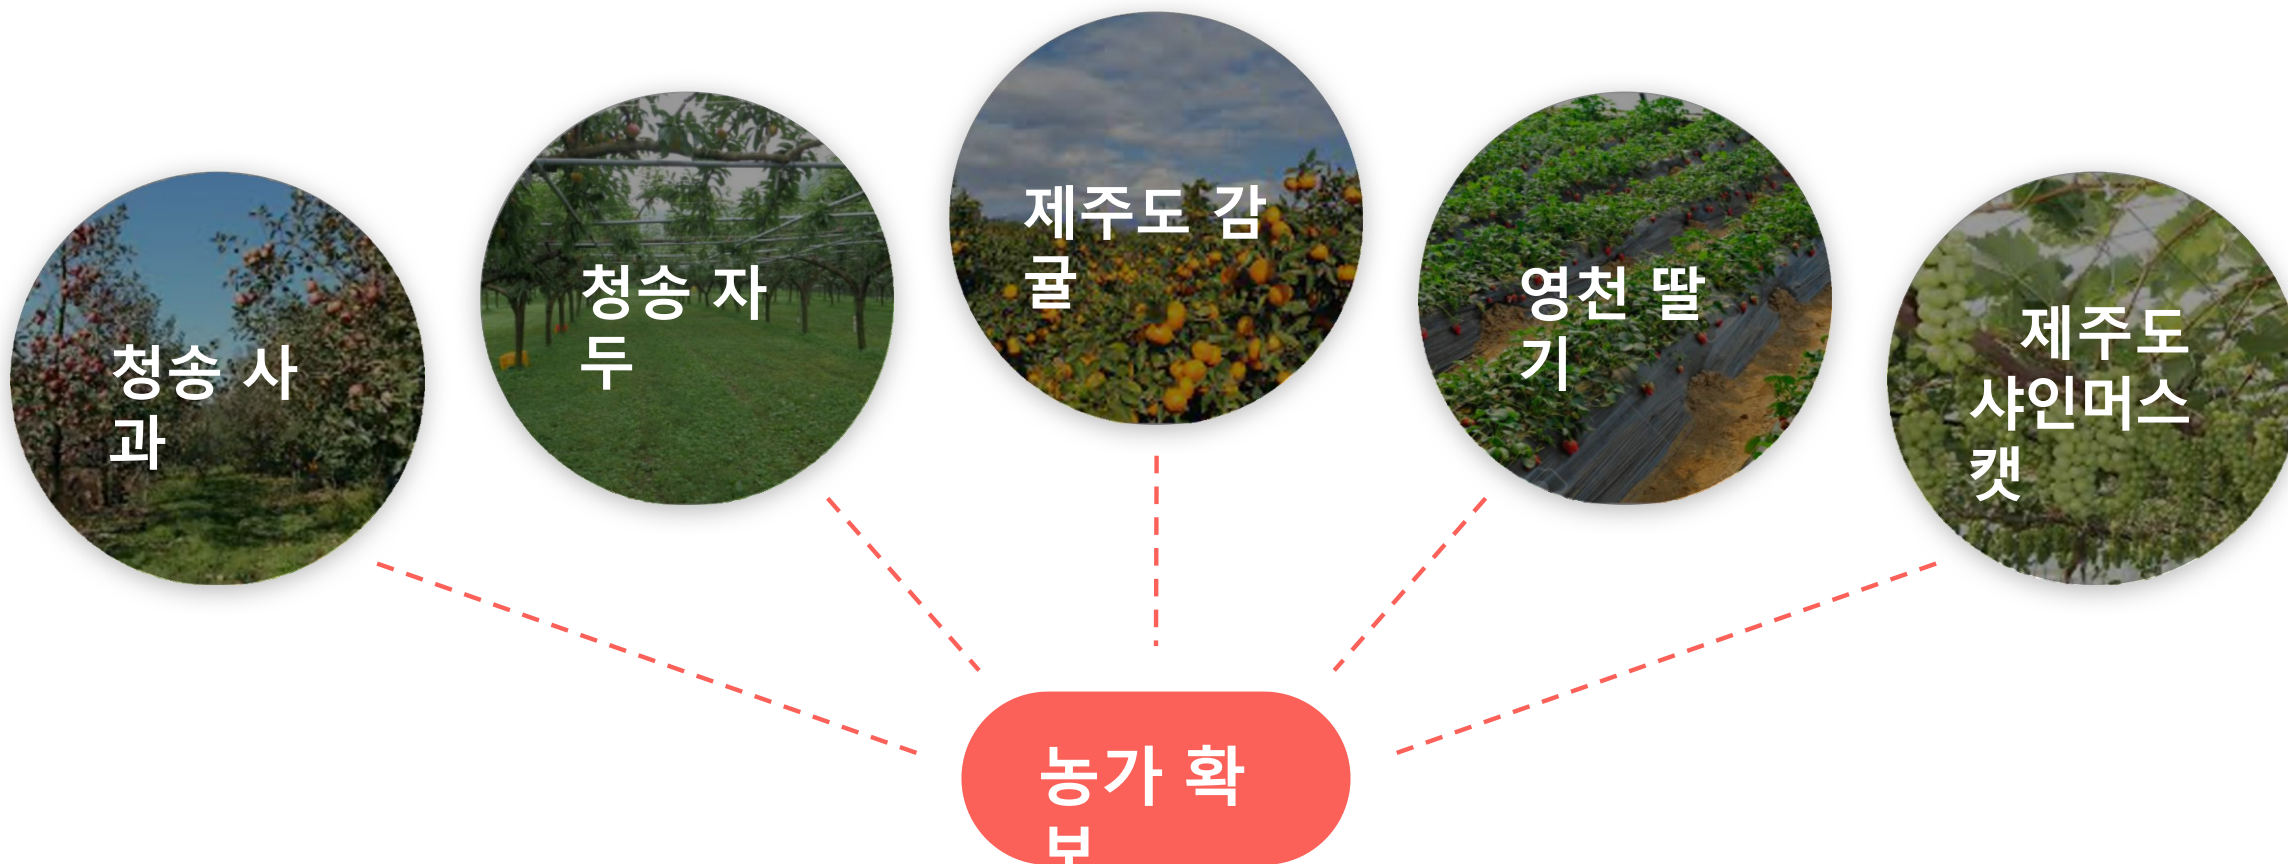 청송 사
과
청송 자
두
제주도 감
귤
영천 딸
기
제주도
샤인머스
캣
농가 확
보